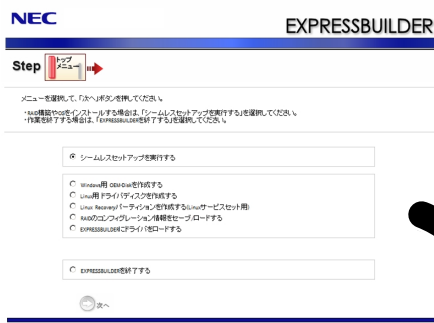 NEC
EXPRESSBUILDER
Step トップメニュー
メニューを選択して、「次へ」ボタンを押してください。
・RAID構築やOSをインストールする場合は、「シームレスセットアップを実行する」を選択してください。
・作業を終了する場合は、「EXPRESSBUILDERを終了する」を選択してください。
シームレスセットアップを実行する
Windows用 OEM-Diskを作成する
Linux用 ドライバディスクを作成する
Linux Recoveryパーティションを作成する(Linuxサービスセット用)
RAIDのコンフィグレーション情報をセーブ/ロードする
EXPRESSBUILDERにドライバをロードする
EXPRESSBUILDERを終了する
次へ